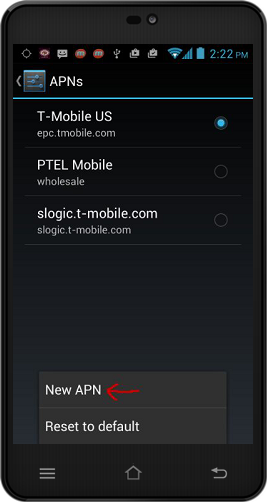 2:22 PM
APNs
T-Mobile US
epc.tmobile.com
PTEL Mobile
wholesale
slogic.t-mobile.com
slogic.t-mobile.com
New APN
Reset to default